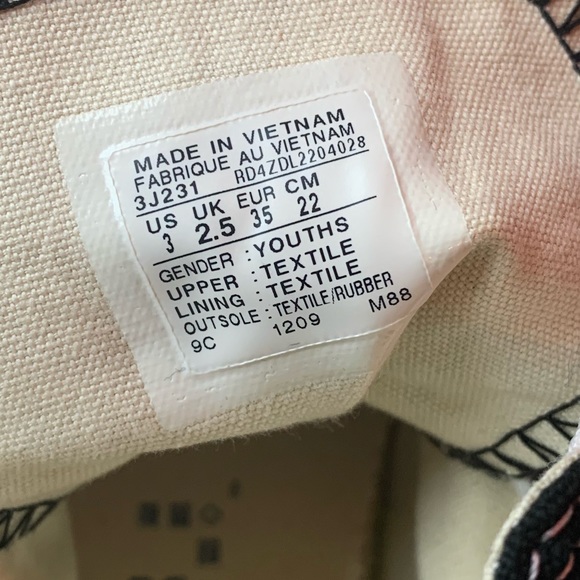 MADE IN VIETNAM
FABRIQUE AU VIETNAM
3J231 RD4ZDL2204028
US UK EUR CM
3 2.5 35 22
GENDER : YOUTHS
UPPER : TEXTILE
LINING : TEXTILE
OUTSOLE : TEXTILE/RUBBER
9C 1209 M88